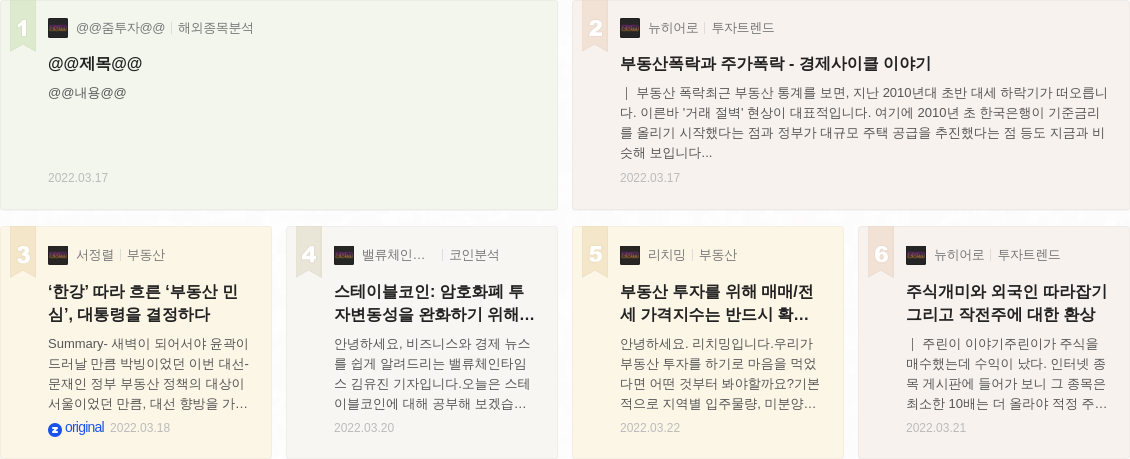 1
@@줌투자@@ 해외종목분석
@@제목@@
@@내용@@
2022.03.17
2
뉴히어로 투자트렌드
부동산폭락과 주가폭락 - 경제사이클 이야기
｜ 부동산 폭락최근 부동산 통계를 보면, 지난 2010년대 초반 대세 하락기가 떠오릅니
다. 이른바 '거래 절벽' 현상이 대표적입니다. 여기에 2010년 초 한국은행이 기준금리
를 올리기 시작했다는 점과 정부가 대규모 주택 공급을 추진했다는 점 등도 지금과 비
슷해 보입니다...
2022.03.17
3
서정렬 부동산
‘한강’ 따라 흐른 ‘부동산 민
심’, 대통령을 결정하다
Summary- 새벽이 되어서야 윤곽이
드러날 만큼 박빙이었던 이번 대선-
문재인 정부 부동산 정책의 대상이
서울이었던 만큼, 대선 향방을 가...
original 2022.03.18
4
밸류체인... 코인분석
스테이블코인: 암호화폐 투
자변동성을 완화하기 위해...
안녕하세요, 비즈니스와 경제 뉴스
를 쉽게 알려드리는 밸류체인타임
스 김유진 기자입니다.오늘은 스테
이블코인에 대해 공부해 보겠습...
2022.03.20
5
리치밍 부동산
부동산 투자를 위해 매매/전
세 가격지수는 반드시 확...
안녕하세요. 리치밍입니다.우리가
부동산 투자를 하기로 마음을 먹었
다면 어떤 것부터 봐야할까요?기본
적으로 지역별 입주물량, 미분양...
2022.03.22
6
뉴히어로 투자트렌드
주식개미와 외국인 따라잡기
그리고 작전주에 대한 환상
｜ 주린이 이야기주린이가 주식을
매수했는데 수익이 났다. 인터넷 종
목 게시판에 들어가 보니 그 종목은
최소한 10배는 더 올라야 적정 주...
2022.03.21